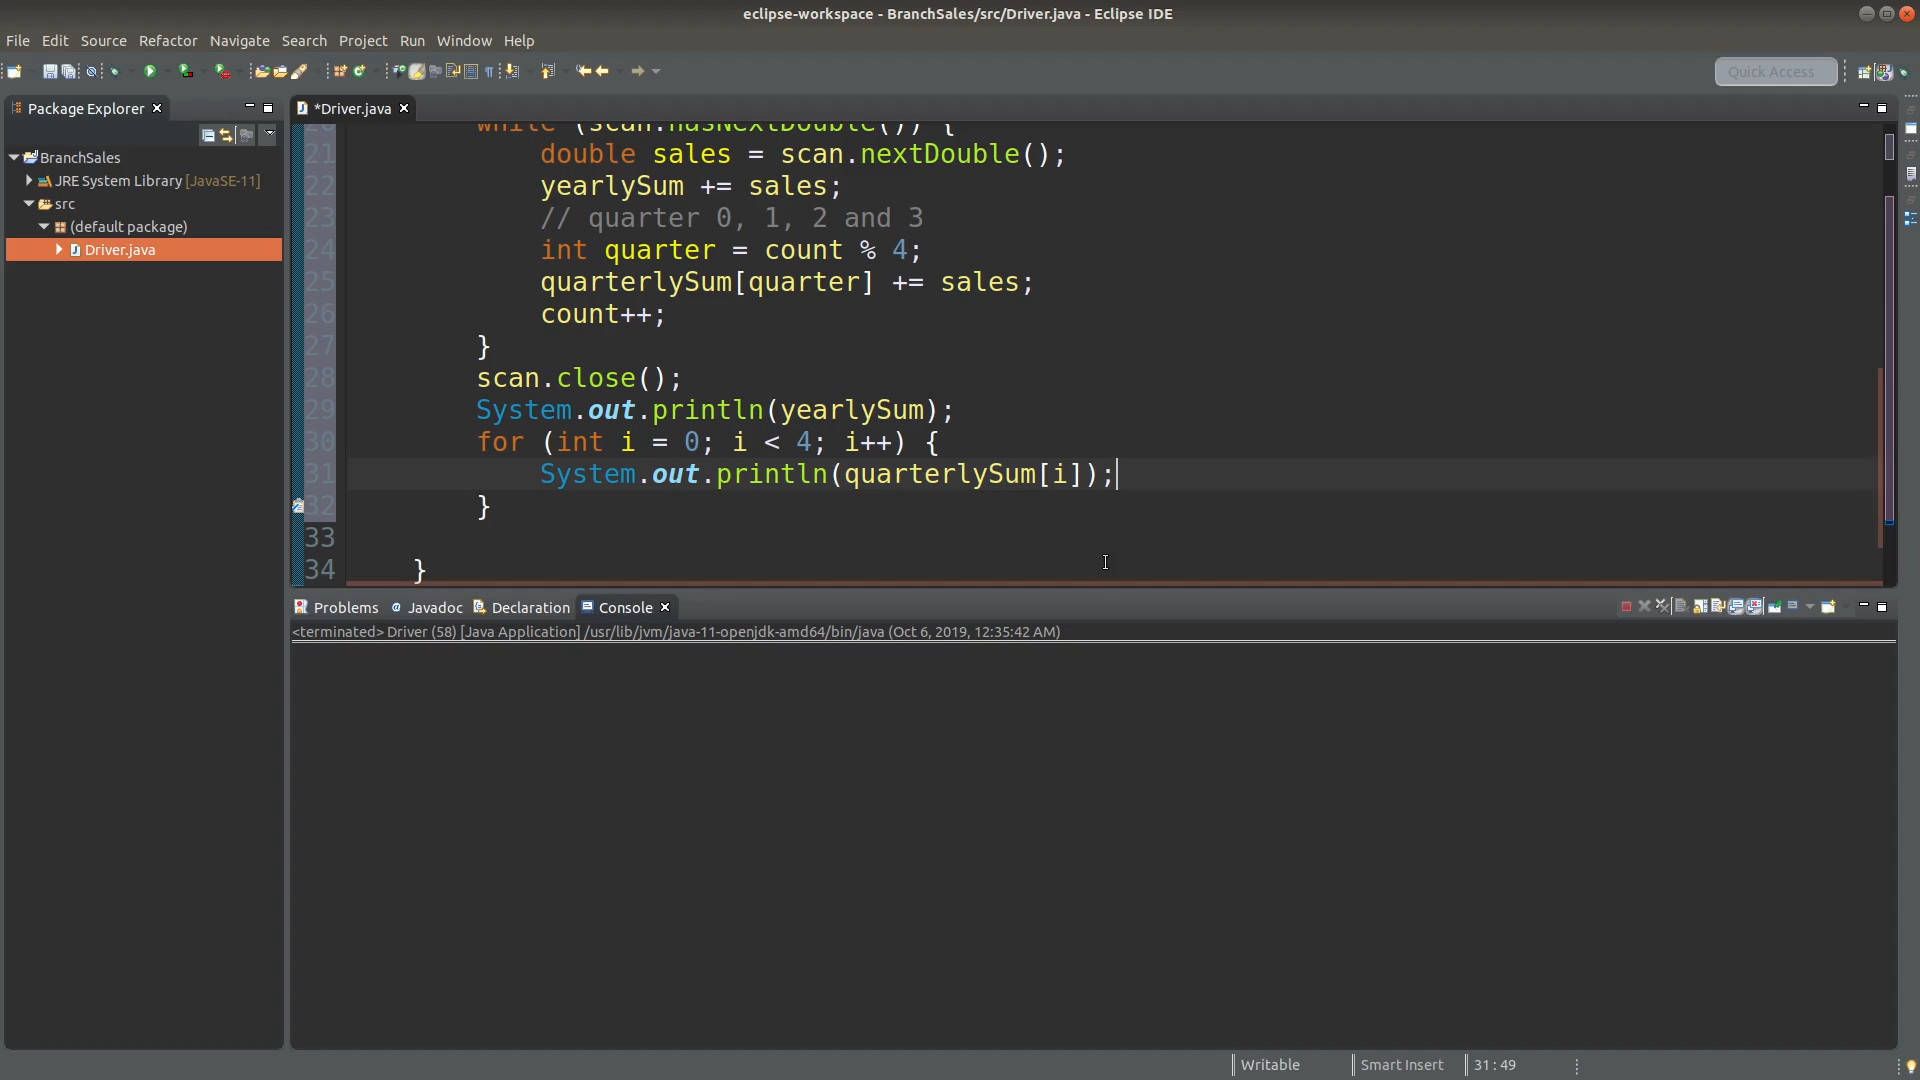 eclipse-workspace - BranchSales/src/Driver.java - Eclipse IDE
File Edit Source Refactor Navigate Search Project Run Window Help
Quick Access
Package Explorer
*Driver.java
BranchSales
JRE System Library [JavaSE-11]
src
(default package)
Driver.java
while (scan.hasNextDouble()) {
21 double sales = scan.nextDouble();
22 yearlySum += sales;
23 // quarter 0, 1, 2 and 3
24 int quarter = count % 4;
25 quarterlySum[quarter] += sales;
26 count++;
27 }
28 scan.close();
29 System.out.println(yearlySum);
30 for (int i = 0; i < 4; i++) {
31 System.out.println(quarterlySum[i]);
32 }
33
34 }
Problems Javadoc Declaration Console
<terminated> Driver (58) [Java Application] /usr/lib/jvm/java-11-openjdk-amd64/bin/java (Oct 6, 2019, 12:35:42 AM)
Writable Smart Insert 31 : 49